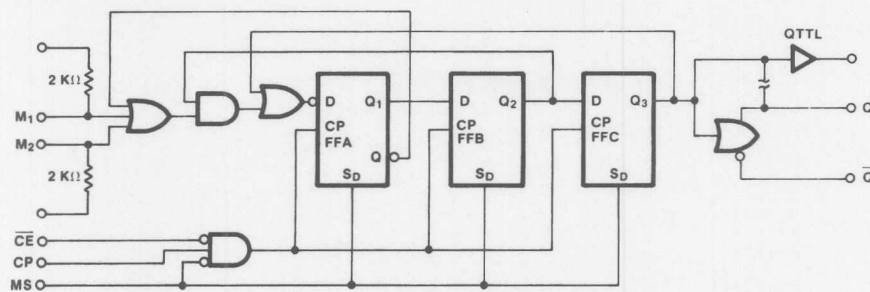 QTTL
2 KΩ
M1
M2
2 KΩ
D Q1
CP
FFA
Q
SD
D Q2
CP
FFB
SD
D Q3
CP
FFC
SD
Q
Q̅
C̅E̅
CP
MS